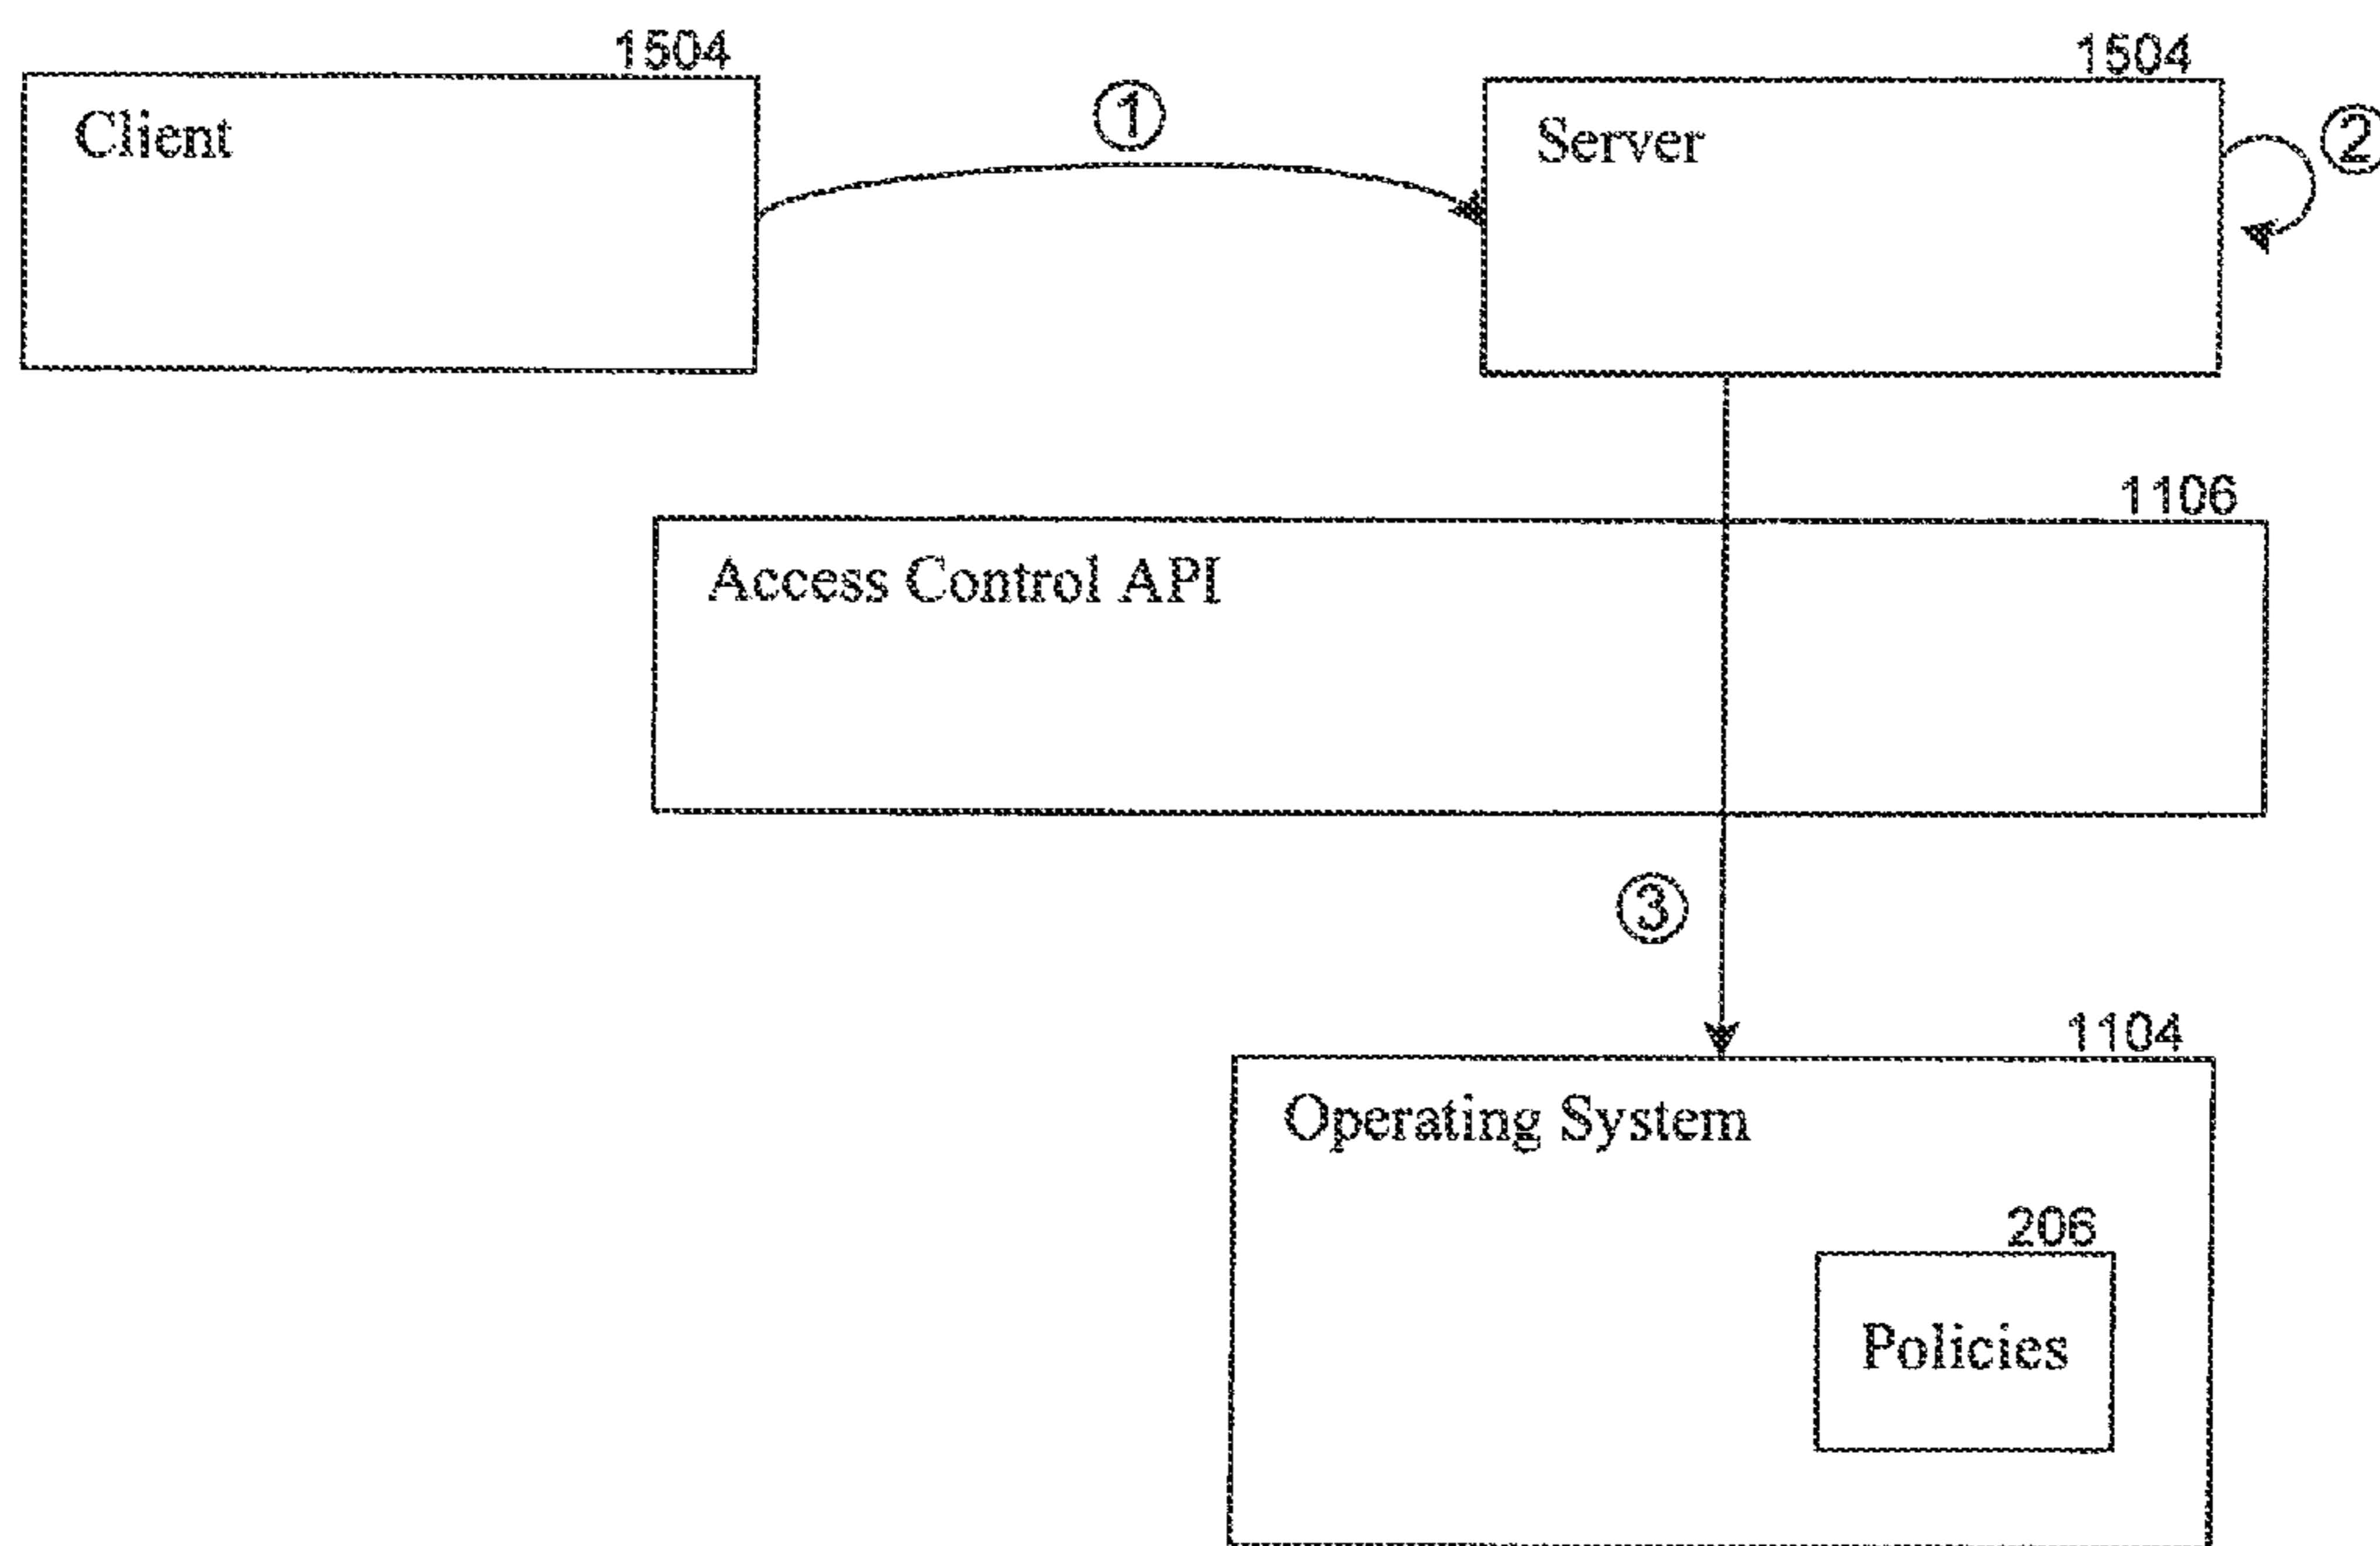 1504
Client
①
1504
Server
②
1106
Access Control API
③
1104
Operating System
206
Policies